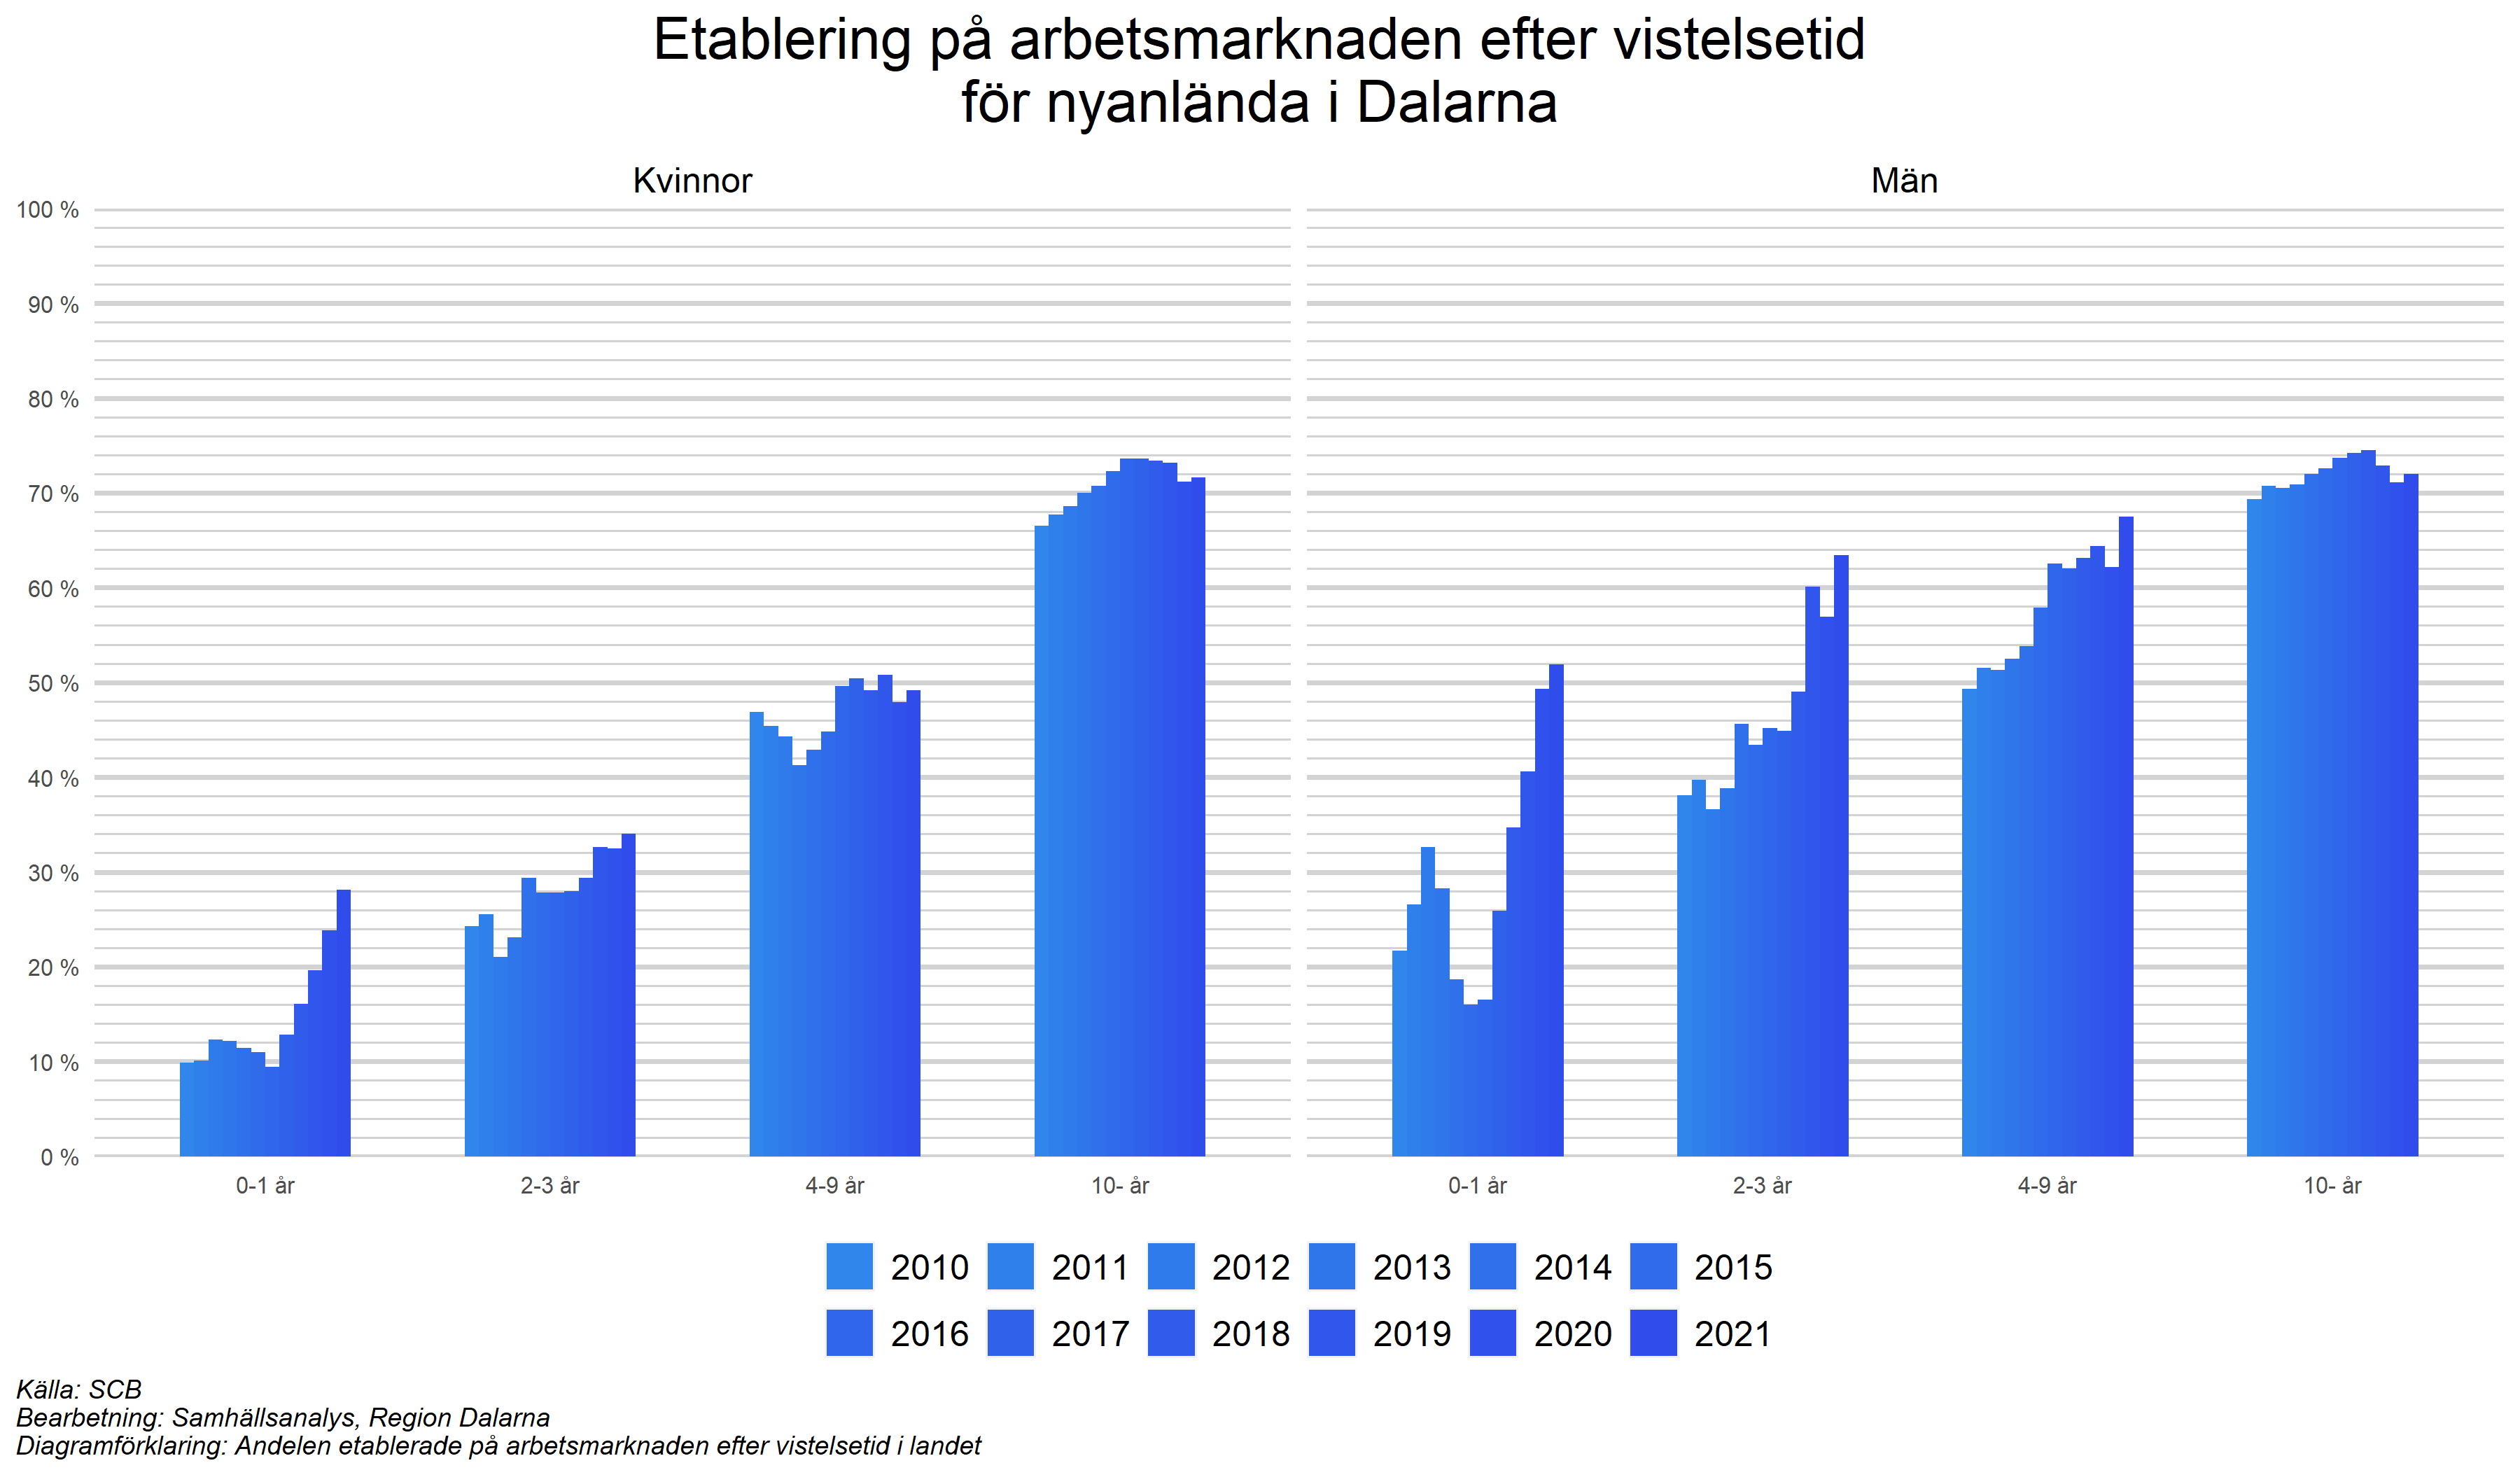 Etablering på arbetsmarknaden efter vistelsetid
för nyanlända i Dalarna
Kvinnor
Män
100 %
90 %
80 %
70 %
60 %
50 %
40 %
30 %
20 %
10 %
0 %
0-1 år
2-3 år
4-9 år
10- år
0-1 år
2-3 år
4-9 år
10- år
2010
2011
2012
2013
2014
2015
2016
2017
2018
2019
2020
2021
Källa: SCB
Bearbetning: Samhällsanalys, Region Dalarna
Diagramförklaring: Andelen etablerade på arbetsmarknaden efter vistelsetid i landet